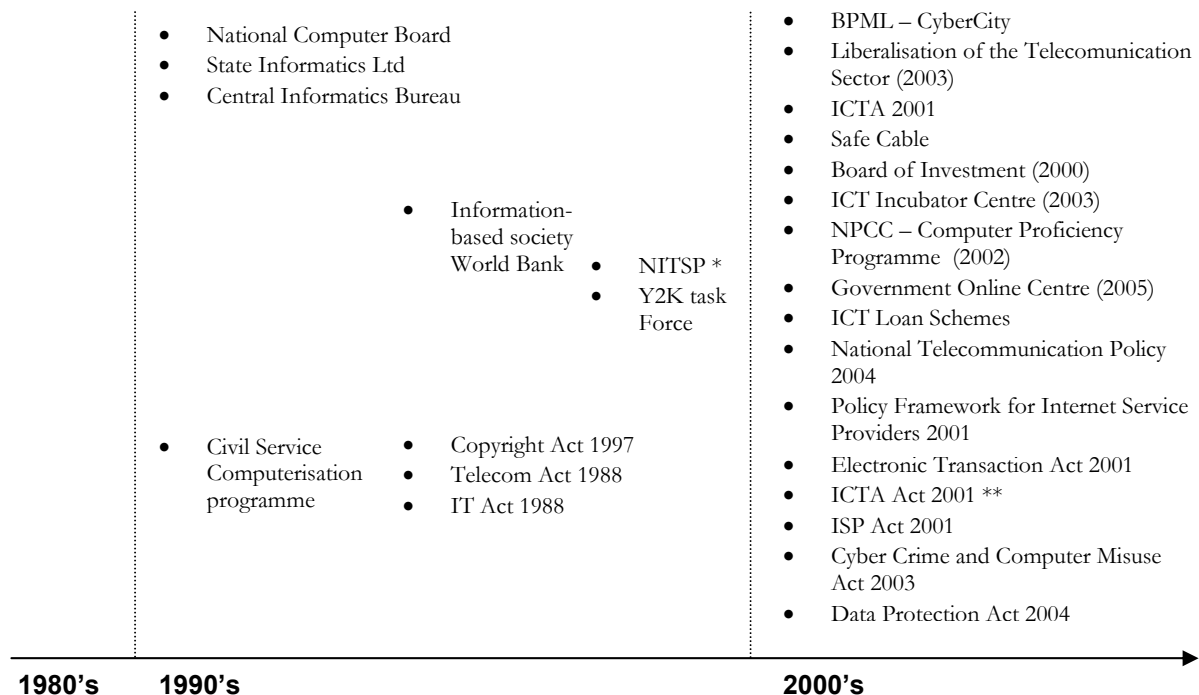 • National Computer Board
• State Informatics Ltd
• Central Informatics Bureau
• Information-
based society
World Bank
• NITSP *
• Y2K task
Force
• Civil Service
Computerisation
programme
• Copyright Act 1997
• Telecom Act 1988
• IT Act 1988
• BPML – CyberCity
• Liberalisation of the Telecomunication
Sector (2003)
• ICTA 2001
• Safe Cable
• Board of Investment (2000)
• ICT Incubator Centre (2003)
• NPCC – Computer Proficiency
Programme (2002)
• Government Online Centre (2005)
• ICT Loan Schemes
• National Telecommunication Policy
2004
• Policy Framework for Internet Service
Providers 2001
• Electronic Transaction Act 2001
• ICTA Act 2001 **
• ISP Act 2001
• Cyber Crime and Computer Misuse
Act 2003
• Data Protection Act 2004
1980's
1990's
2000's